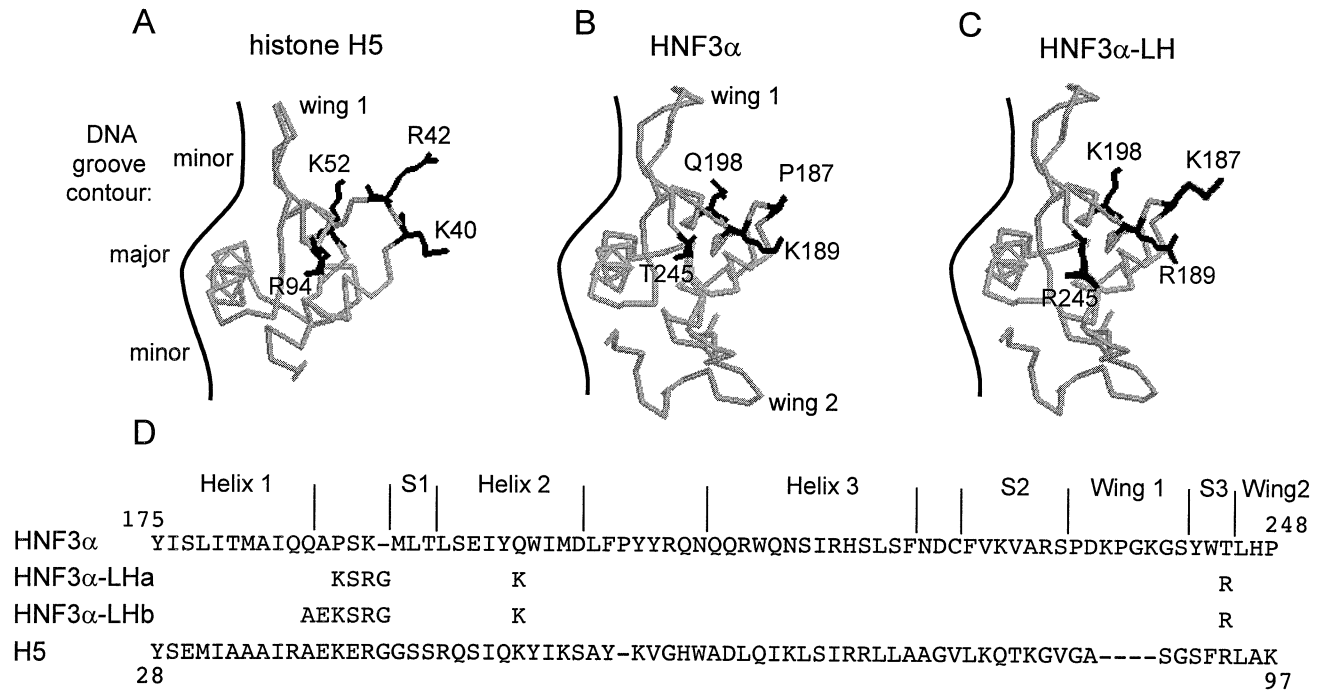 A
histone H5
wing 1
DNA
groove
contour:
minor
major
minor
K52
R42
K40
R94
B
HNF3α
wing 1
Q198
P187
K189
T245
wing 2
C
HNF3α-LH
K198
K187
R189
R245
D
Helix 1 S1 Helix 2 Helix 3 S2 Wing 1 S3 Wing2
175 248
HNF3α YISLITMAIQQAPSK-MLTLSEIYQWIMDLFPYYRQNQQRWQNSIRHSLSFNDCFVKVARSPDKPGKGSYWTLHP
HNF3α-LHa KSRG K R
HNF3α-LHb AEKSRG K R
H5 YSEMIAAAIRAEKERGGSSRQSIQKYIKSAY-KVGHWADLQIKLSIRRLLAAGVLKQTKGVGA----SGSFRLAK
28 97